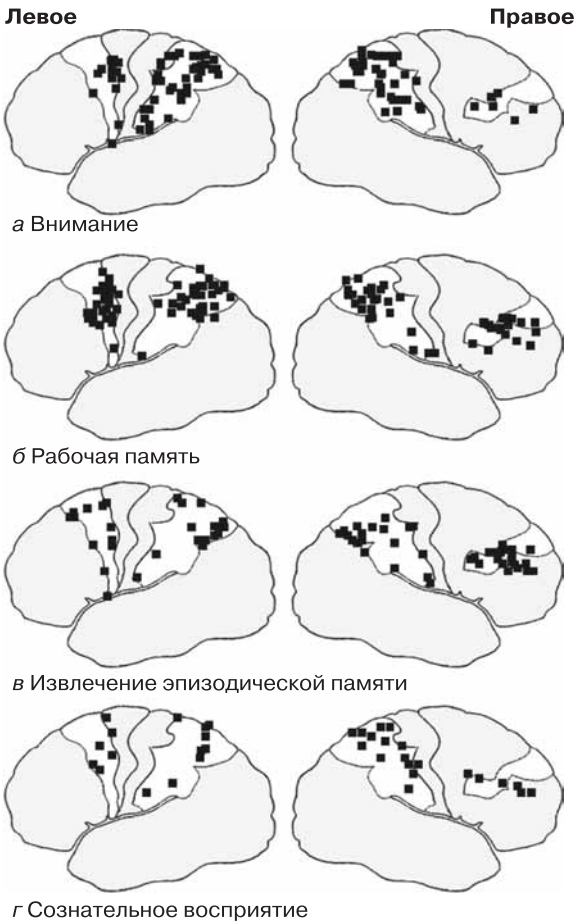 Левое Правое
а Внимание
б Рабочая память
в Извлечение эпизодической памяти
г Сознательное восприятие